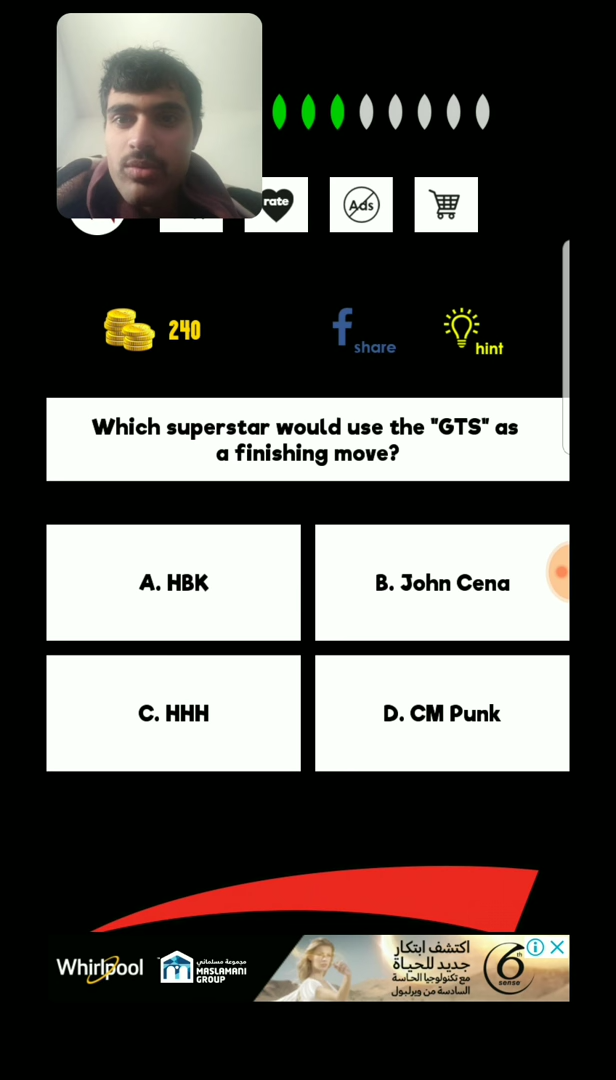 rate
Ads
240
share
hint
Which superstar would use the "GTS" as
a finishing move?
A. HBK
B. John Cena
C. HHH
D. CM Punk
Whirlpool
مجموعة مسلماني
MASLAMANI
GROUP
اكتشف ابتكار
جديد للحياة
مع تكنولوجيا الحاسة
السادسة من ويرلبول
6th
sense